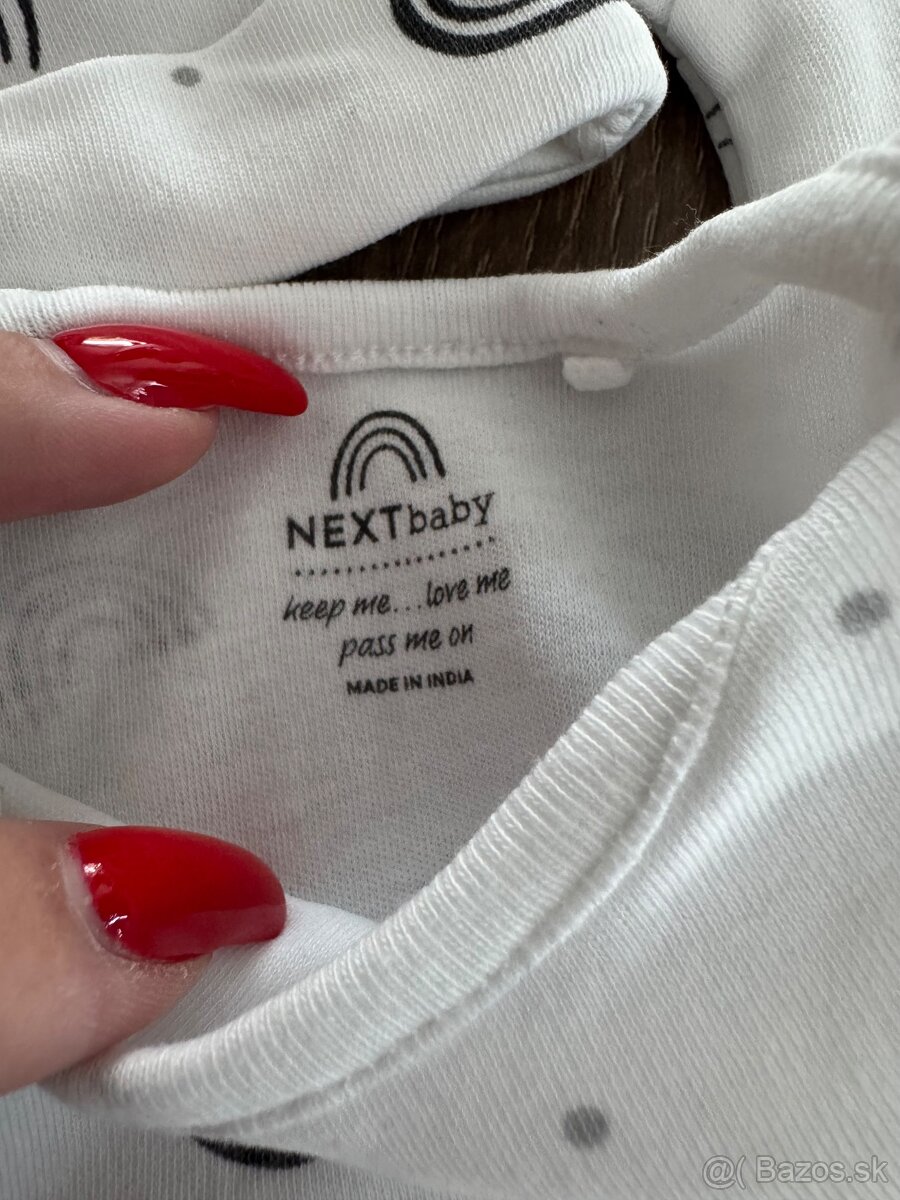 NEXTbaby
keep me...love me
pass me on
MADE IN INDIA
@( Bazos.sk